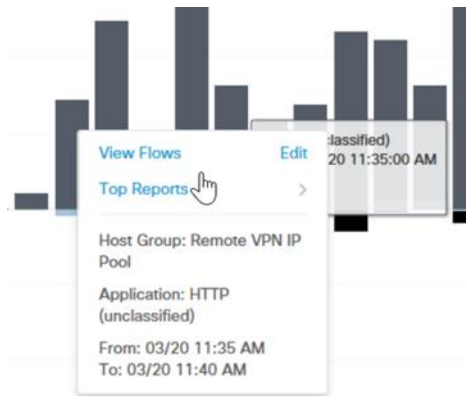 View Flows Edit
classified)
20 11:35:00 AM
Top Reports
Host Group: Remote VPN IP
Pool
Application: HTTP
(unclassified)
From: 03/20 11:35 AM
To: 03/20 11:40 AM